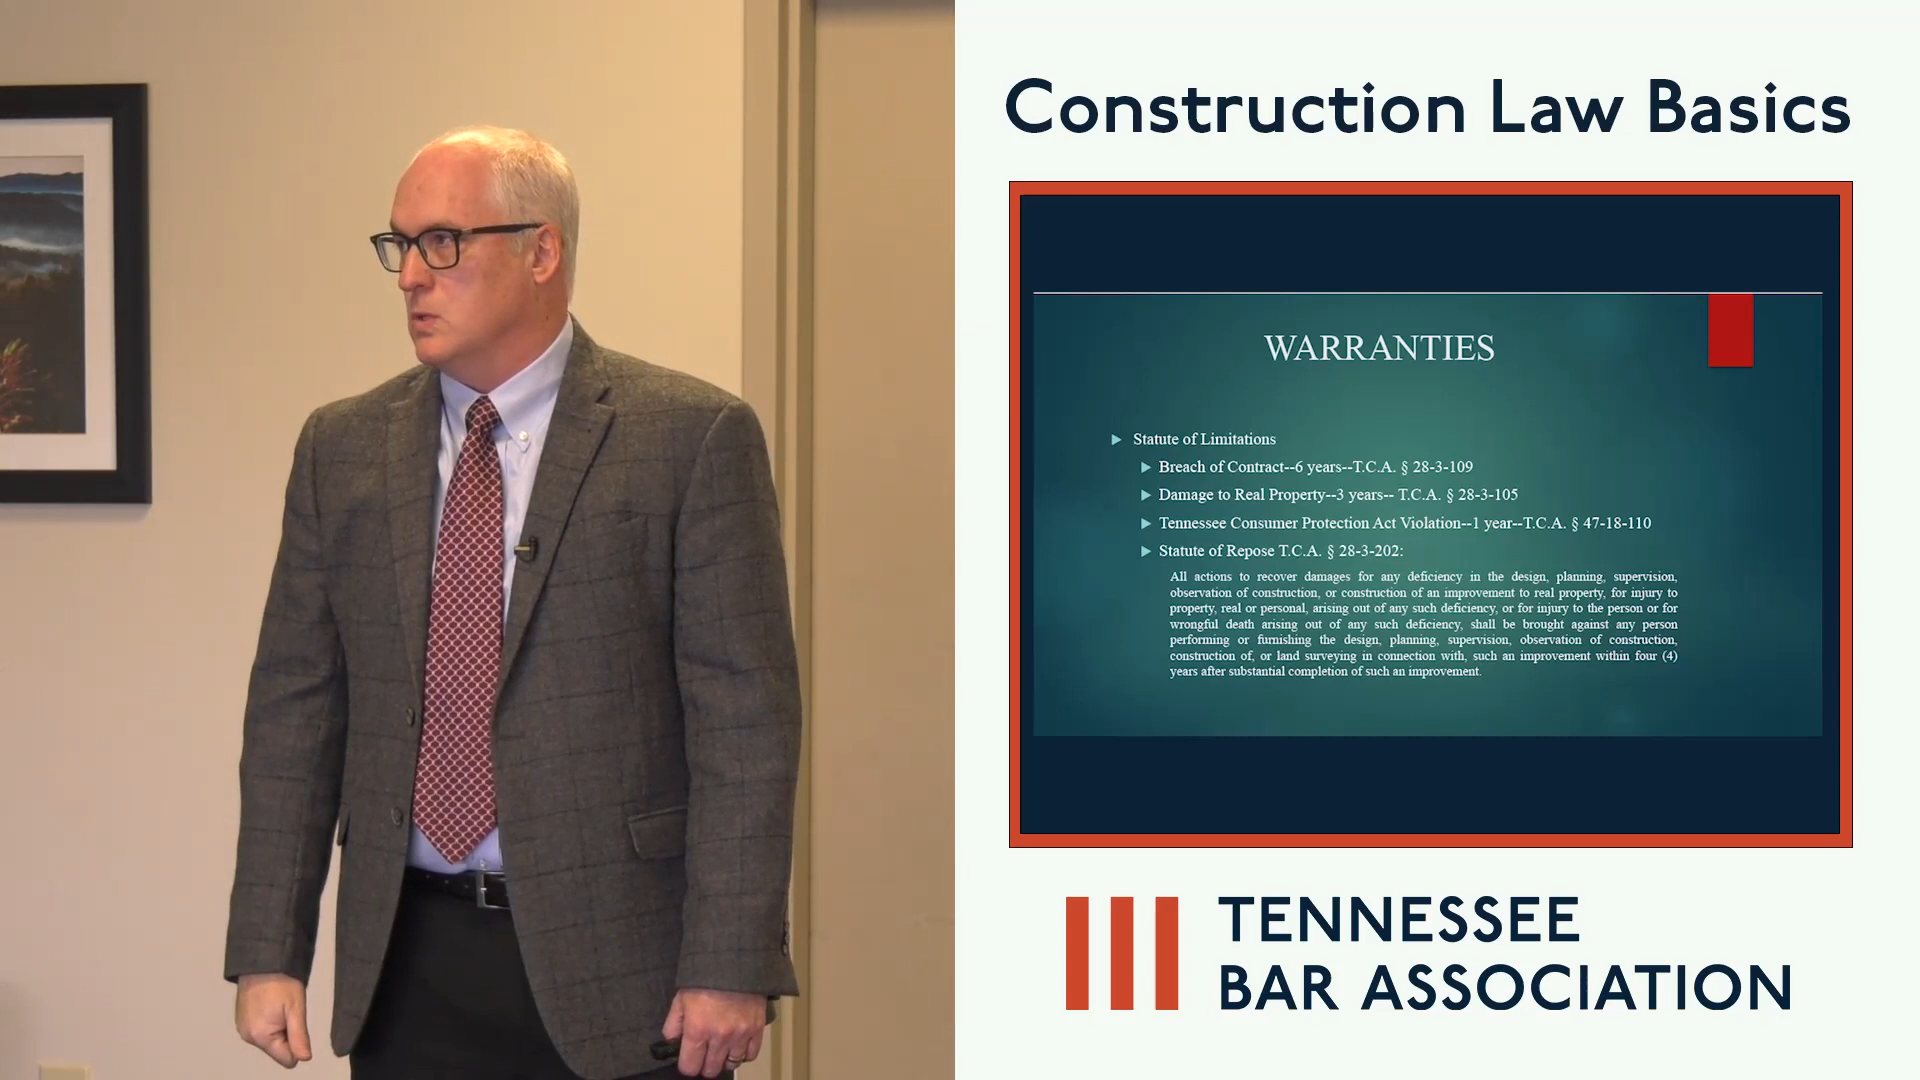 Construction Law Basics
WARRANTIES
Statute of Limitations
Breach of Contract--6 years--T.C.A. § 28-3-109
Damage to Real Property--3 years-- T.C.A. § 28-3-105
Tennessee Consumer Protection Act Violation--1 year--T.C.A. § 47-18-110
Statute of Repose T.C.A. § 28-3-202:
All actions to recover damages for any deficiency in the design, planning, supervision,
observation of construction, or construction of an improvement to real property, for injury to
property, real or personal, arising out of any such deficiency, or for injury to the person or for
wrongful death arising out of any such deficiency, shall be brought against any person
performing or furnishing the design, planning, supervision, observation of construction,
construction of, or land surveying in connection with, such an improvement within four (4)
years after substantial completion of such an improvement.
TENNESSEE
BAR ASSOCIATION